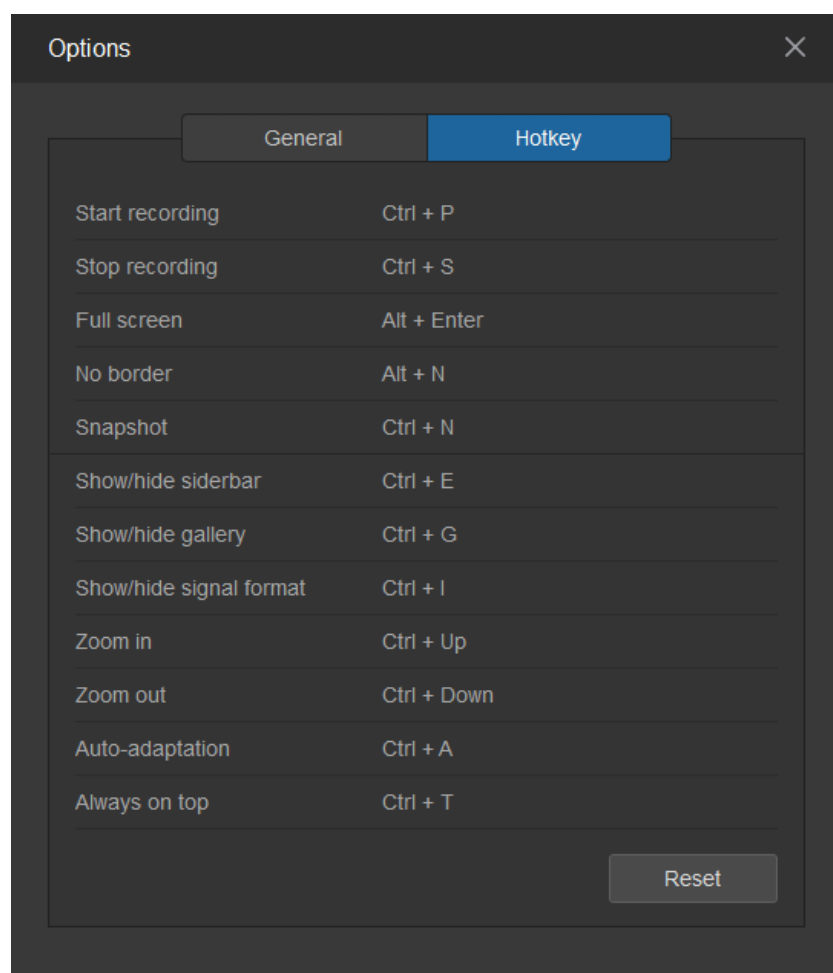 Options
General Hotkey
Start recording Ctrl + P
Stop recording Ctrl + S
Full screen Alt + Enter
No border Alt + N
Snapshot Ctrl + N
Show/hide siderbar Ctrl + E
Show/hide gallery Ctrl + G
Show/hide signal format Ctrl + I
Zoom in Ctrl + Up
Zoom out Ctrl + Down
Auto-adaptation Ctrl + A
Always on top Ctrl + T
Reset